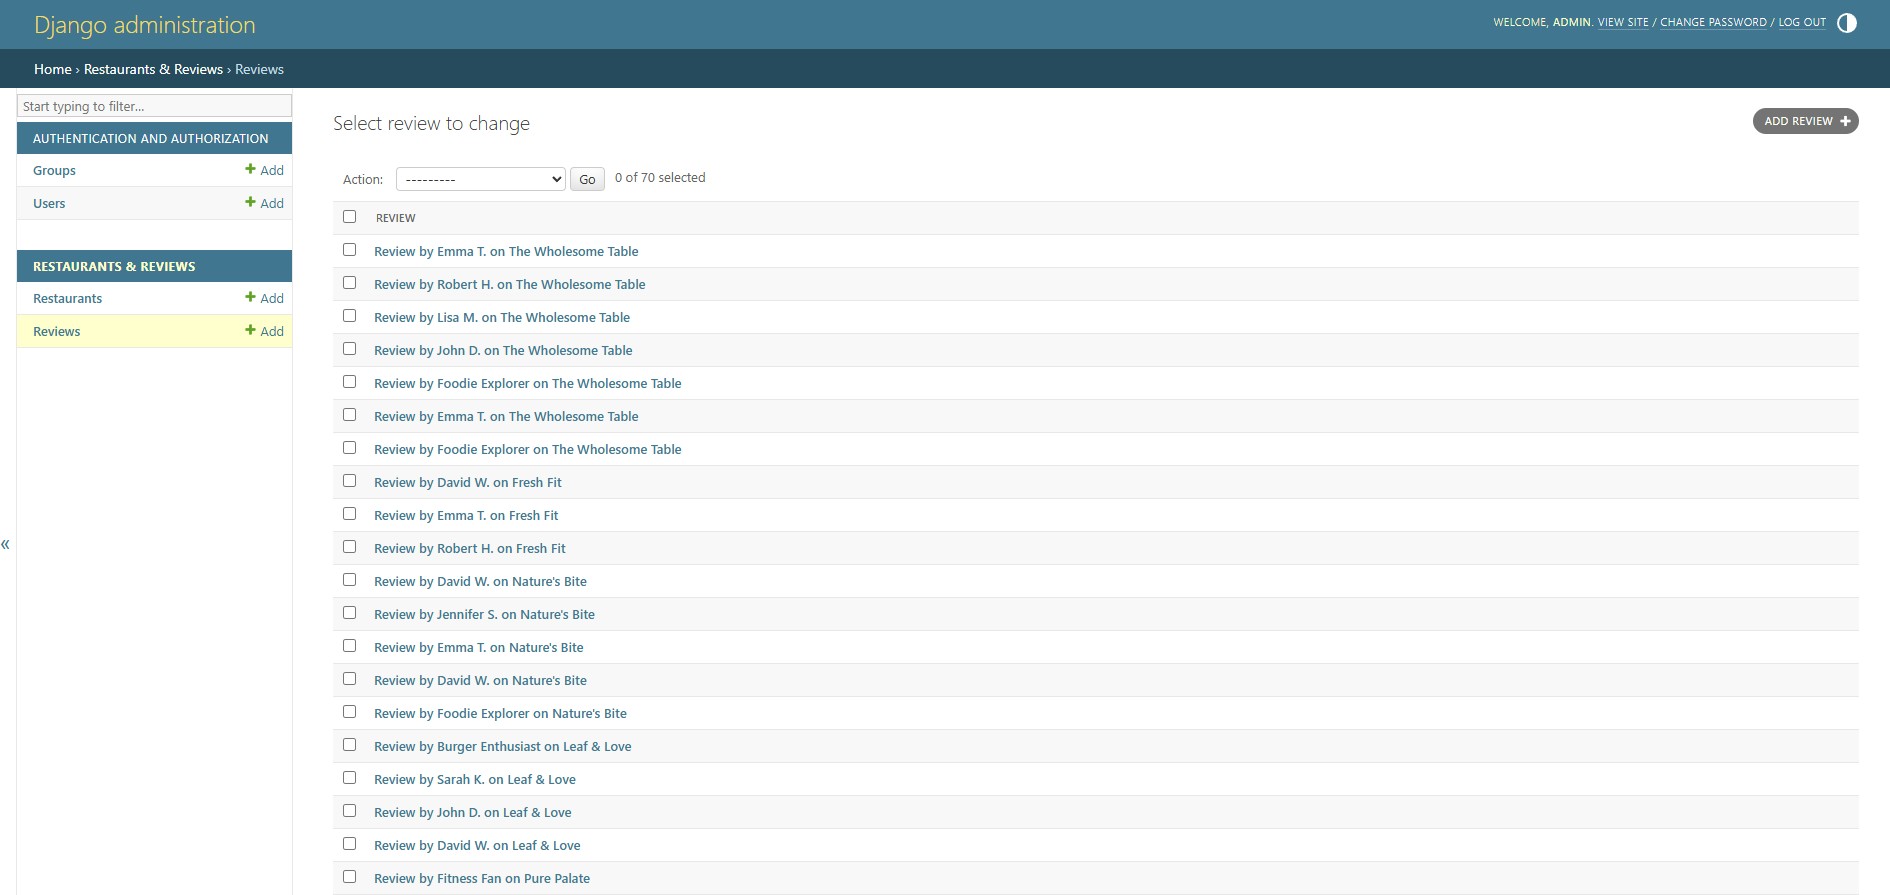 Django administration
WELCOME, ADMIN. VIEW SITE / CHANGE PASSWORD / LOG OUT
Home › Restaurants & Reviews › Reviews
Start typing to filter...
AUTHENTICATION AND AUTHORIZATION
Groups + Add
Users + Add
RESTAURANTS & REVIEWS
Restaurants + Add
Reviews + Add
«
Select review to change
ADD REVIEW +
Action: --------- Go 0 of 70 selected
REVIEW
Review by Emma T. on The Wholesome Table
Review by Robert H. on The Wholesome Table
Review by Lisa M. on The Wholesome Table
Review by John D. on The Wholesome Table
Review by Foodie Explorer on The Wholesome Table
Review by Emma T. on The Wholesome Table
Review by Foodie Explorer on The Wholesome Table
Review by David W. on Fresh Fit
Review by Emma T. on Fresh Fit
Review by Robert H. on Fresh Fit
Review by David W. on Nature's Bite
Review by Jennifer S. on Nature's Bite
Review by Emma T. on Nature's Bite
Review by David W. on Nature's Bite
Review by Foodie Explorer on Nature's Bite
Review by Burger Enthusiast on Leaf & Love
Review by Sarah K. on Leaf & Love
Review by John D. on Leaf & Love
Review by David W. on Leaf & Love
Review by Fitness Fan on Pure Palate